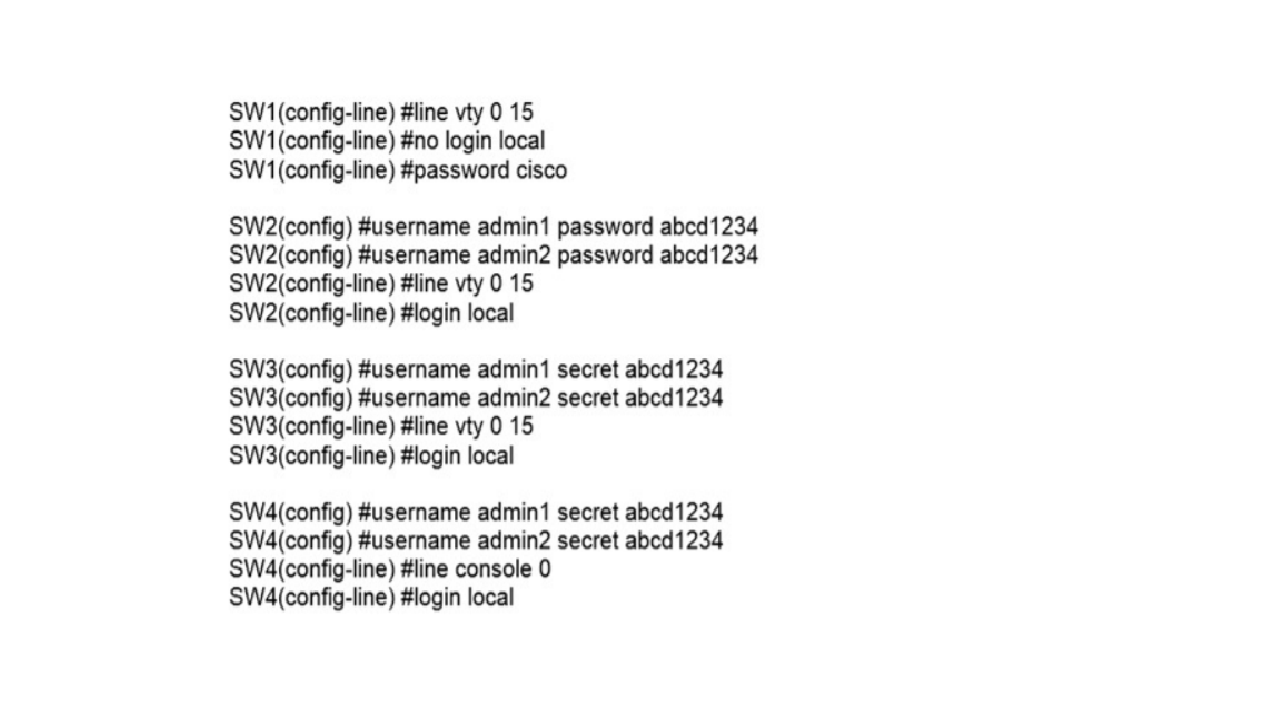 SW1(config-line) #line vty 0 15
SW1(config-line) #no login local
SW1(config-line) #password cisco
SW2(config) #username admin1 password abcd1234
SW2(config) #username admin2 password abcd1234
SW2(config-line) #line vty 0 15
SW2(config-line) #login local
SW3(config) #username admin1 secret abcd1234
SW3(config) #username admin2 secret abcd1234
SW3(config-line) #line vty 0 15
SW3(config-line) #login local
SW4(config) #username admin1 secret abcd1234
SW4(config) #username admin2 secret abcd1234
SW4(config-line) #line console 0
SW4(config-line) #login local